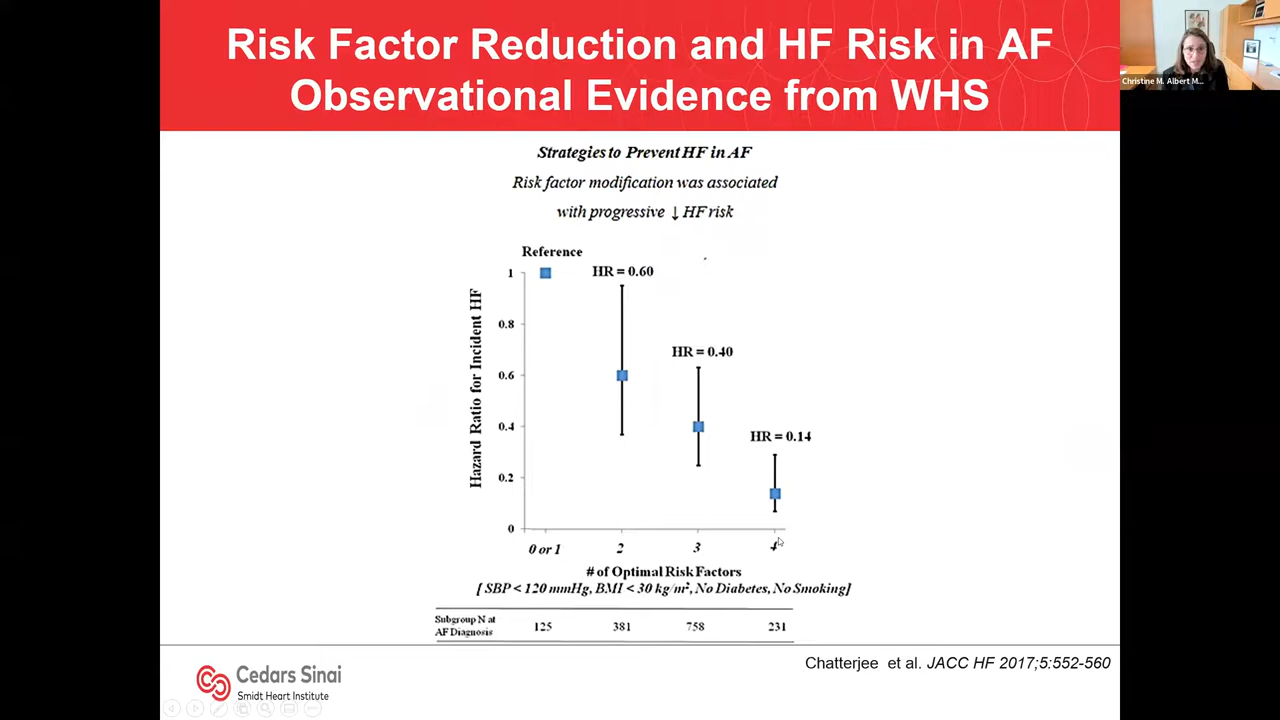 Risk Factor Reduction and HF Risk in AF
Observational Evidence from WHS
Christine M. Albert M...
Strategies to Prevent HF in AF
Risk factor modification was associated
with progressive ↓ HF risk
Reference
HR = 0.60
HR = 0.40
HR = 0.14
Hazard Ratio for Incident HF
1
0.8
0.6
0.4
0.2
0
0 or 1 2 3 4
# of Optimal Risk Factors
[ SBP < 120 mmHg, BMI < 30 kg/m², No Diabetes, No Smoking]
Subgroup N at
AF Diagnosis
125 381 758 231
Chatterjee et al. JACC HF 2017;5:552-560
Cedars Sinai
Smidt Heart Institute